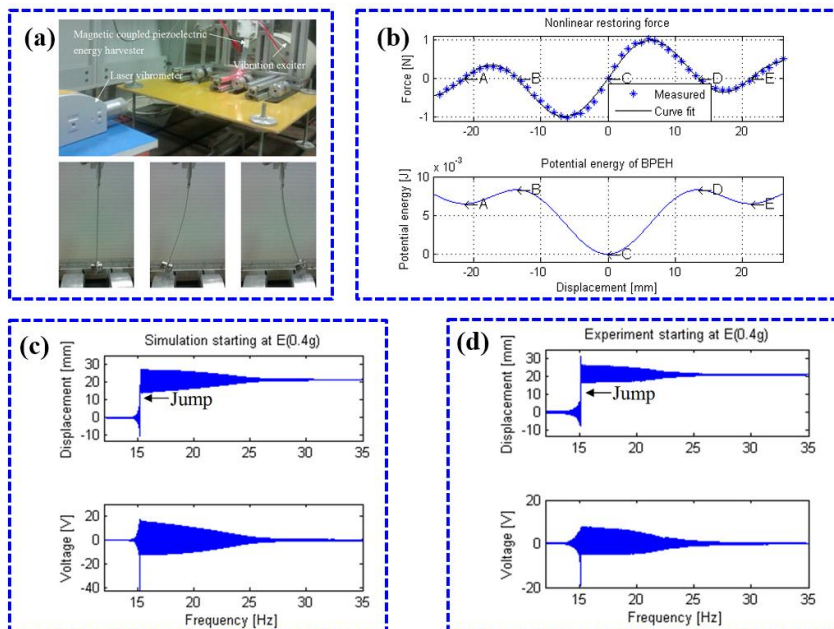 (a)
Magnetic coupled piezoelectric
energy harvester
Vibration exciter
Laser vibrometer
(b)
Nonlinear restoring force
Force [N]
1
0
-1
A
B
C
D
E
Measured
Curve fit
-20 -10 0 10 20
Potential energy of BPEH
x 10 -3
Potential energy [J]
10
5
0
A
B
C
D
E
-20 -10 0 10 20
Displacement [mm]
(c)
Simulation starting at E(0.4g)
Displacement [mm]
30
20
10
0
-10
Jump
15 20 25 30 35
Voltage [V]
20
0
-20
-40
15 20 25 30 35
Frequency [Hz]
(d)
Experiment starting at E(0.4g)
Displacement [mm]
30
20
10
0
-10
Jump
15 20 25 30 35
Voltage [V]
20
0
-20
15 20 25 30 35
Frequency [Hz]